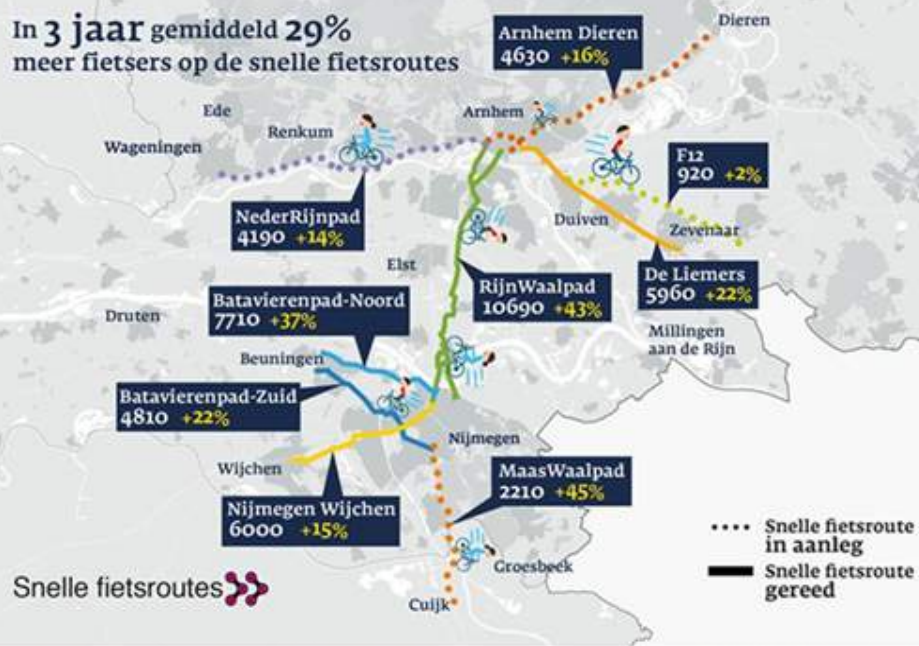 In 3 jaar gemiddeld 29%
meer fietsers op de snelle fietsroutes
Dieren
Arnhem Dieren
4630 +16%
Ede
Arnhem
Renkum
Wageningen
F12
920 +2%
NederRijnpad
4190 +14%
Duiven
Zevenaar
Elst
De Liemers
5960 +22%
RijnWaalpad
10690 +43%
Batavierenpad-Noord
7710 +37%
Druten
Millingen
aan de Rijn
Beuningen
Batavierenpad-Zuid
4810 +22%
Nijmegen
Wijchen
MaasWaalpad
2210 +45%
Nijmegen Wijchen
6000 +15%
Snelle fietsroute
in aanleg
Groesbeek
Snelle fietsroute
gereed
Snelle fietsroutes
Cuijk